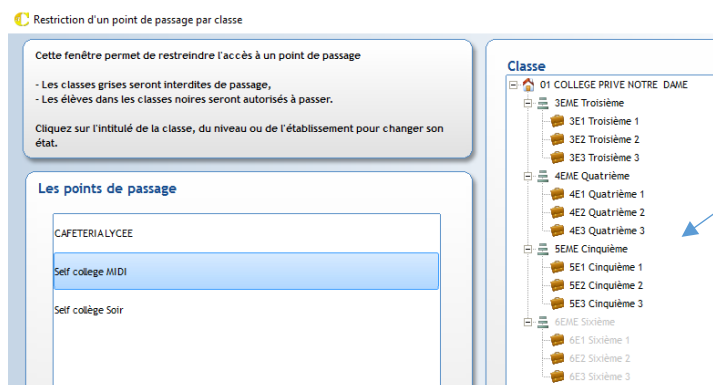 Restriction d'un point de passage par classe
Cette fenêtre permet de restreindre l'accès à un point de passage
- Les classes grises seront interdites de passage,
- Les élèves dans les classes noires seront autorisés à passer.
Cliquez sur l'intitulé de la classe, du niveau ou de l'établissement pour changer son
état.
Les points de passage
CAFETERIA LYCEE
Self college MIDI
Self collège Soir
Classe
01 COLLEGE PRIVE NOTRE DAME
3EME Troisième
3E1 Troisième 1
3E2 Troisième 2
3E3 Troisième 3
4EME Quatrième
4E1 Quatrième 1
4E2 Quatrième 2
4E3 Quatrième 3
5EME Cinquième
5E1 Cinquième 1
5E2 Cinquième 2
5E3 Cinquième 3
6EME Sixième
6E1 Sixième 1
6E2 Sixième 2
6E3 Sixième 3